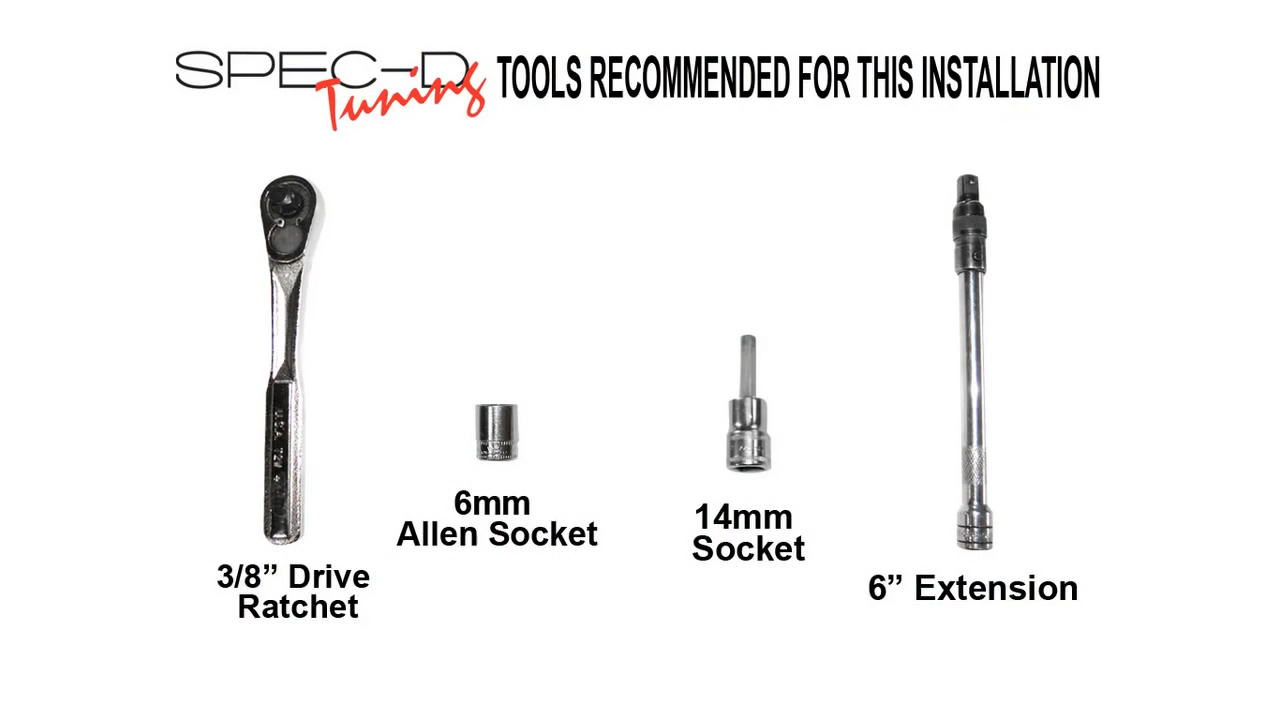 SPEC-D Tuning TOOLS RECOMMENDED FOR THIS INSTALLATION
U.S.A.
6mm
Allen Socket
14mm
Socket
3/8” Drive
Ratchet
6” Extension